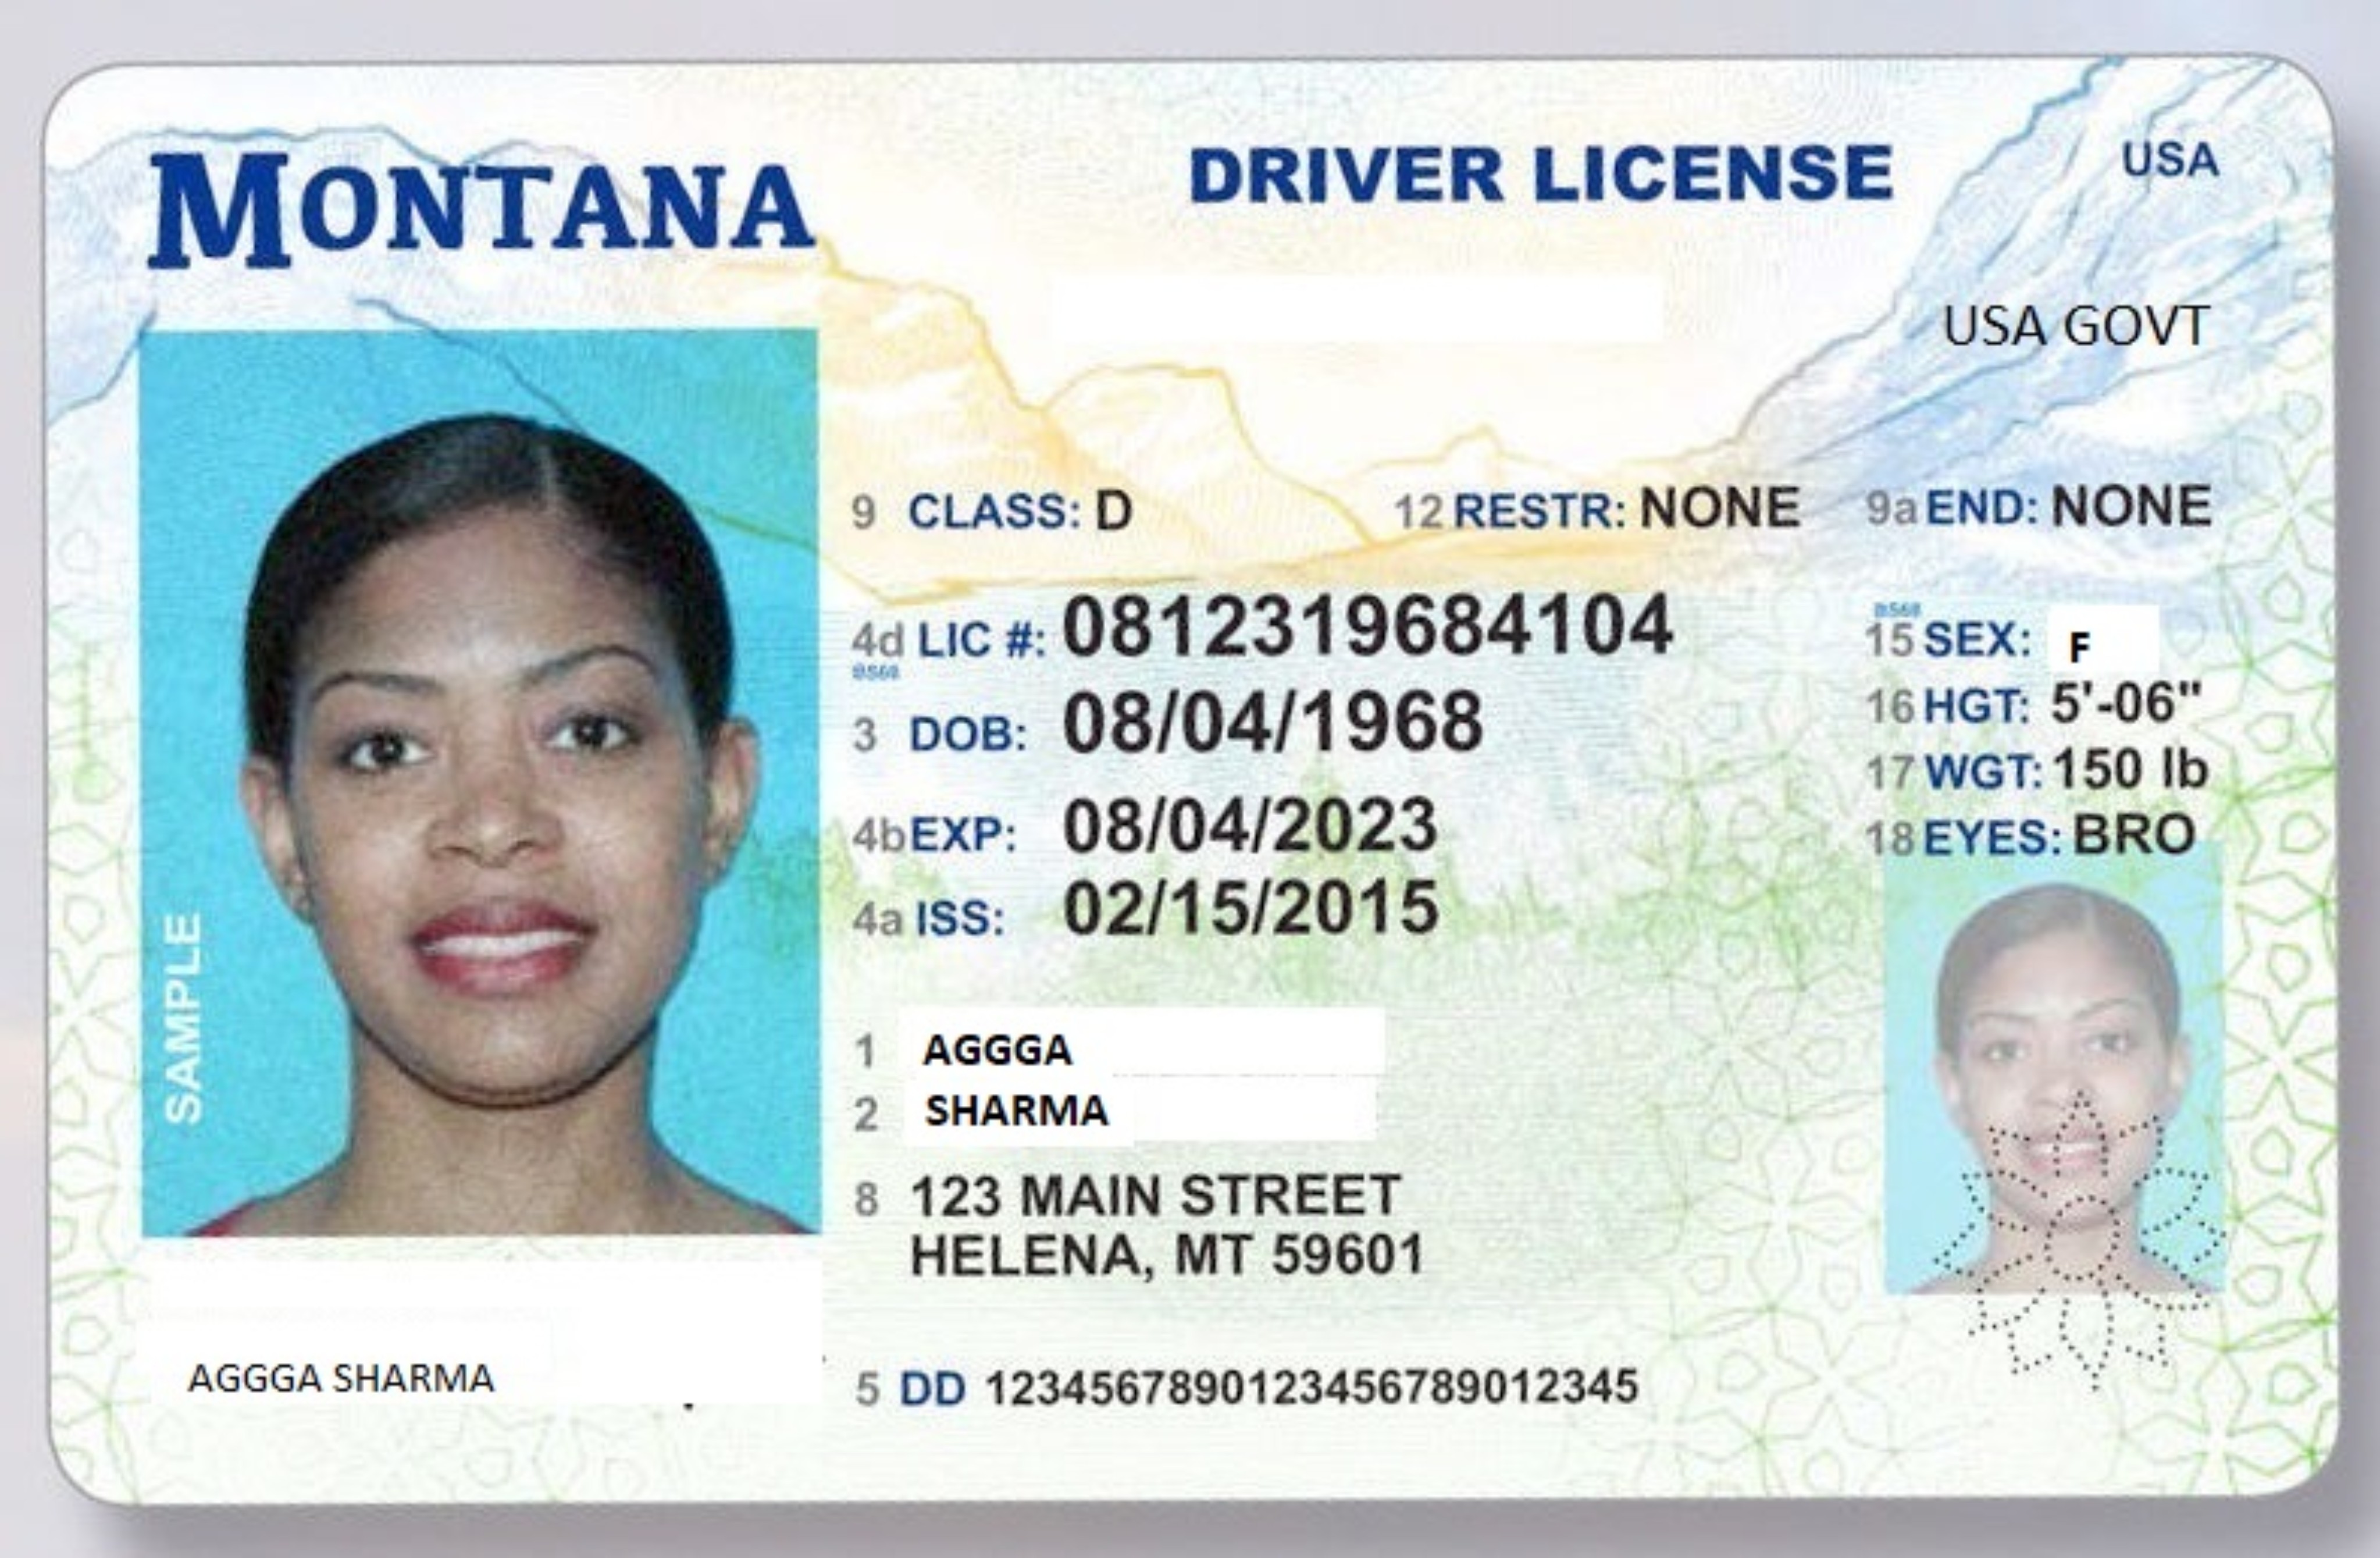 MONTANA
DRIVER LICENSE
USA
USA GOVT
9 CLASS: D
12 RESTR: NONE
9a END: NONE
4d LIC #: 0812319684104
3 DOB: 08/04/1968
4b EXP: 08/04/2023
4a ISS: 02/15/2015
15 SEX: F
16 HGT: 5'-06"
17 WGT: 150 lb
18 EYES: BRO
SAMPLE
1 AGGGA
2 SHARMA
8 123 MAIN STREET
HELENA, MT 59601
AGGGA SHARMA
5 DD 1234567890123456789012345